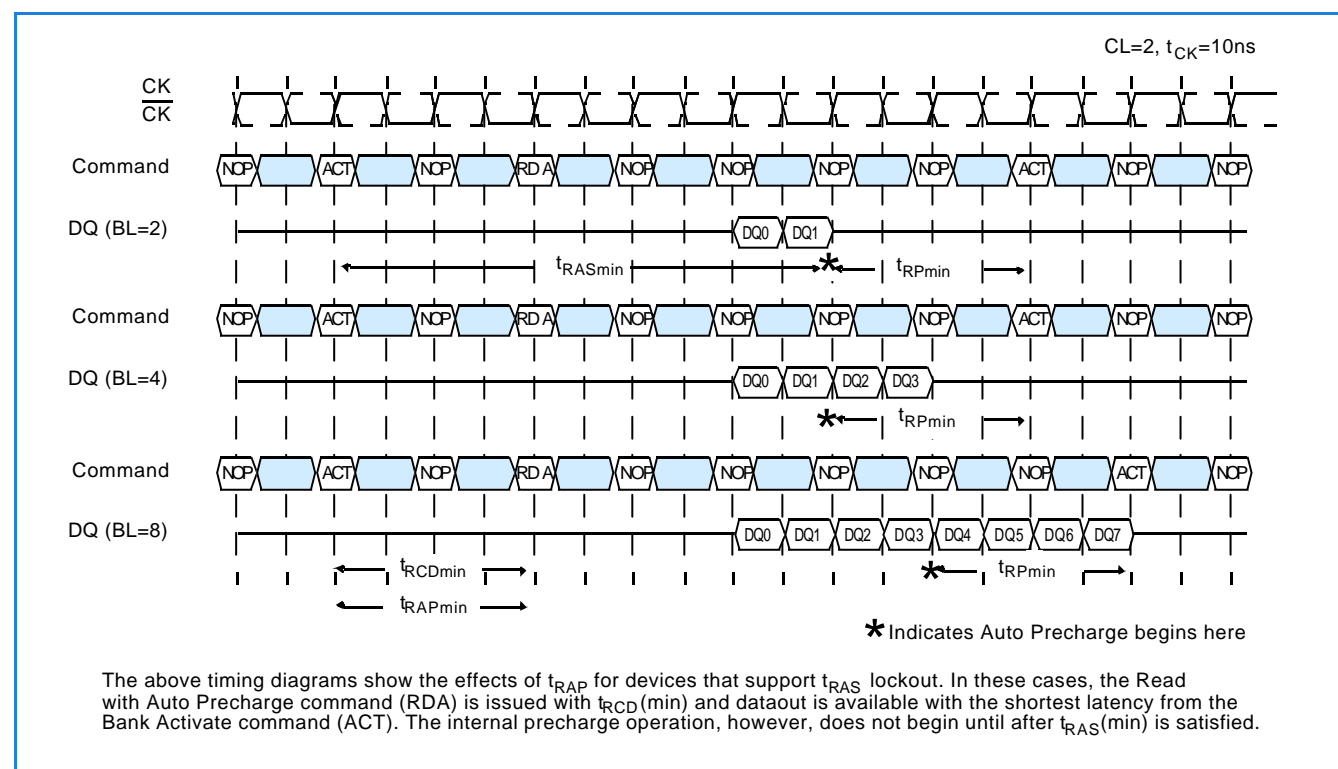 CL=2, tCK=10ns
CK
CK
Command NOP ACT NOP RDA NOP NOP NOP NOP ACT NOP NOP
DQ (BL=2) DQ0 DQ1
tRASmin * tRPmin
Command NOP ACT NOP RDA NOP NOP NOP NOP ACT NOP NOP
DQ (BL=4) DQ0 DQ1 DQ2 DQ3
* tRPmin
Command NOP ACT NOP RDA NOP NOP NOP NOP NOP ACT NOP
DQ (BL=8) DQ0 DQ1 DQ2 DQ3 DQ4 DQ5 DQ6 DQ7
tRCDmin * tRPmin
tRAPmin
* Indicates Auto Precharge begins here
The above timing diagrams show the effects of tRAP for devices that support tRAS lockout. In these cases, the Read
with Auto Precharge command (RDA) is issued with tRCD(min) and dataout is available with the shortest latency from the
Bank Activate command (ACT). The internal precharge operation, however, does not begin until after tRAS(min) is satisfied.